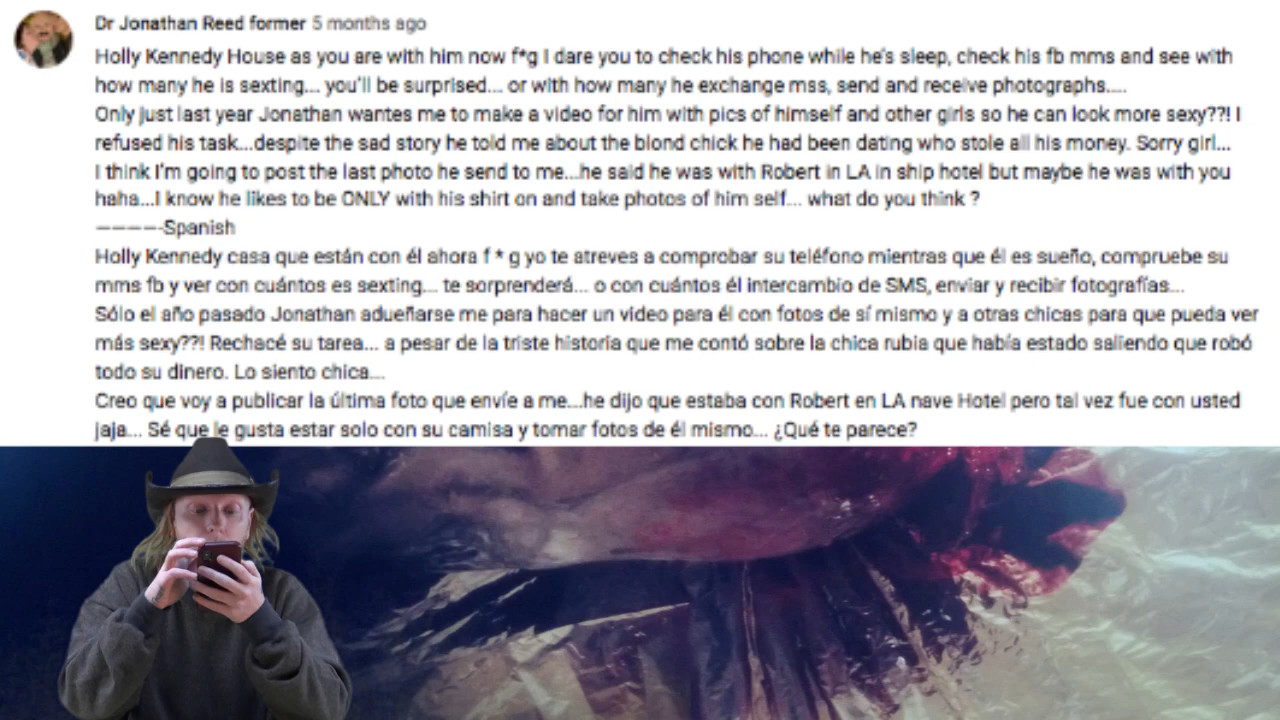 Dr Jonathan Reed former 5 months ago
Holly Kennedy House as you are with him now f*g I dare you to check his phone while he's sleep, check his fb mms and see with
how many he is sexting... you'll be surprised... or with how many he exchange mss, send and receive photographs....
Only just last year Jonathan wantes me to make a video for him with pics of himself and other girls so he can look more sexy??! I
refused his task...despite the sad story he told me about the blond chick he had been dating who stole all his money. Sorry girl...
I think I'm going to post the last photo he send to me...he said he was with Robert in LA in ship hotel but maybe he was with you
haha...I know he likes to be ONLY with his shirt on and take photos of him self... what do you think ?
-----Spanish
Holly Kennedy casa que están con él ahora f * g yo te atreves a comprobar su teléfono mientras que él es sueño, compruebe su
mms fb y ver con cuántos es sexting... te sorprenderá... o con cuántos él intercambio de SMS, enviar y recibir fotografías...
Sólo el año pasado Jonathan adueñarse me para hacer un video para él con fotos de sí mismo y a otras chicas para que pueda ver
más sexy??! Rechacé su tarea... a pesar de la triste historia que me contó sobre la chica rubia que había estado saliendo que robó
todo su dinero. Lo siento chica...
Creo que voy a publicar la última foto que envíe a me...he dijo que estaba con Robert en LA nave Hotel pero tal vez fue con usted
jaja... Sé que le gusta estar solo con su camisa y tomar fotos de él mismo... ¿Qué te parece?